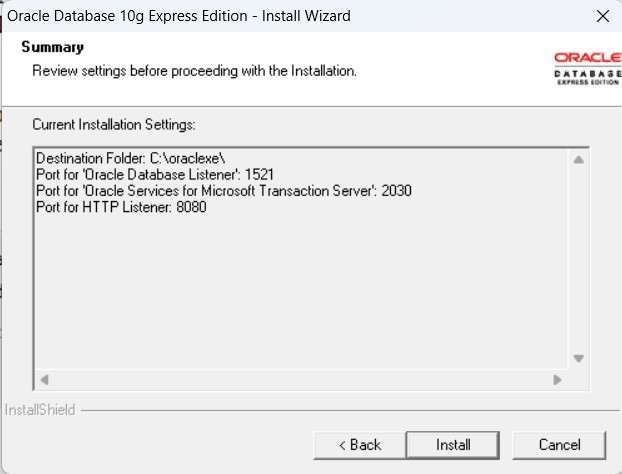 Oracle Database 10g Express Edition - Install Wizard
Summary
Review settings before proceeding with the Installation.
ORACLE
DATABASE
EXPRESS EDITION
Current Installation Settings:
Destination Folder: C:\oraclexe\
Port for 'Oracle Database Listener': 1521
Port for 'Oracle Services for Microsoft Transaction Server': 2030
Port for HTTP Listener: 8080
InstallShield
< Back
Install
Cancel